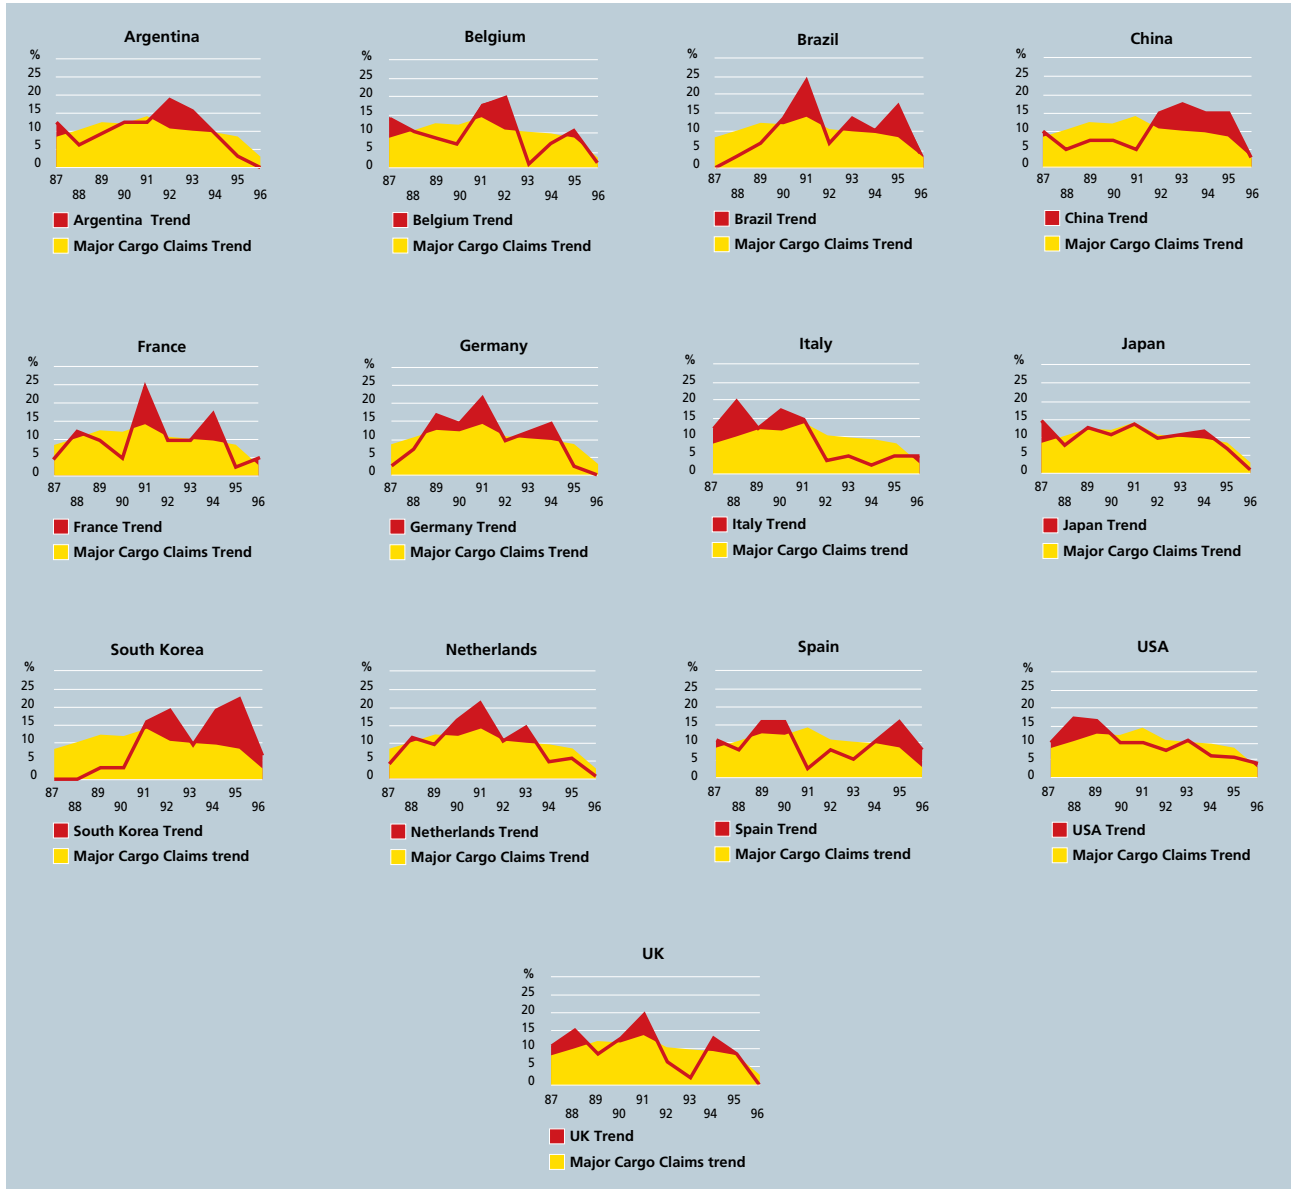 Argentina
%
25
20
15
10
5
0
87 89 91 93 95
88 90 92 94 96
Argentina Trend
Major Cargo Claims Trend
Belgium
%
25
20
15
10
5
0
87 89 91 93 95
88 90 92 94 96
Belgium Trend
Major Cargo Claims Trend
Brazil
%
25
20
15
10
5
0
87 89 91 93 95
88 90 92 94 96
Brazil Trend
Major Cargo Claims Trend
China
%
25
20
15
10
5
0
87 89 91 93 95
88 90 92 94 96
China Trend
Major Cargo Claims Trend
France
%
25
20
15
10
5
0
87 89 91 93 95
88 90 92 94 96
France Trend
Major Cargo Claims Trend
Germany
%
25
20
15
10
5
0
87 89 91 93 95
88 90 92 94 96
Germany Trend
Major Cargo Claims Trend
Italy
%
25
20
15
10
5
0
87 89 91 93 95
88 90 92 94 96
Italy Trend
Major Cargo Claims trend
Japan
%
25
20
15
10
5
0
87 89 91 93 95
88 90 92 94 96
Japan Trend
Major Cargo Claims Trend
South Korea
%
25
20
15
10
5
0
87 89 91 93 95
88 90 92 94 96
South Korea Trend
Major Cargo Claims trend
Netherlands
%
25
20
15
10
5
0
87 89 91 93 95
88 90 92 94 96
Netherlands Trend
Major Cargo Claims Trend
Spain
%
25
20
15
10
5
0
87 89 91 93 95
88 90 92 94 96
Spain Trend
Major Cargo Claims trend
USA
%
25
20
15
10
5
0
87 89 91 93 95
88 90 92 94 96
USA Trend
Major Cargo Claims Trend
UK
%
25
20
15
10
5
0
87 89 91 93 95
88 90 92 94 96
UK Trend
Major Cargo Claims trend